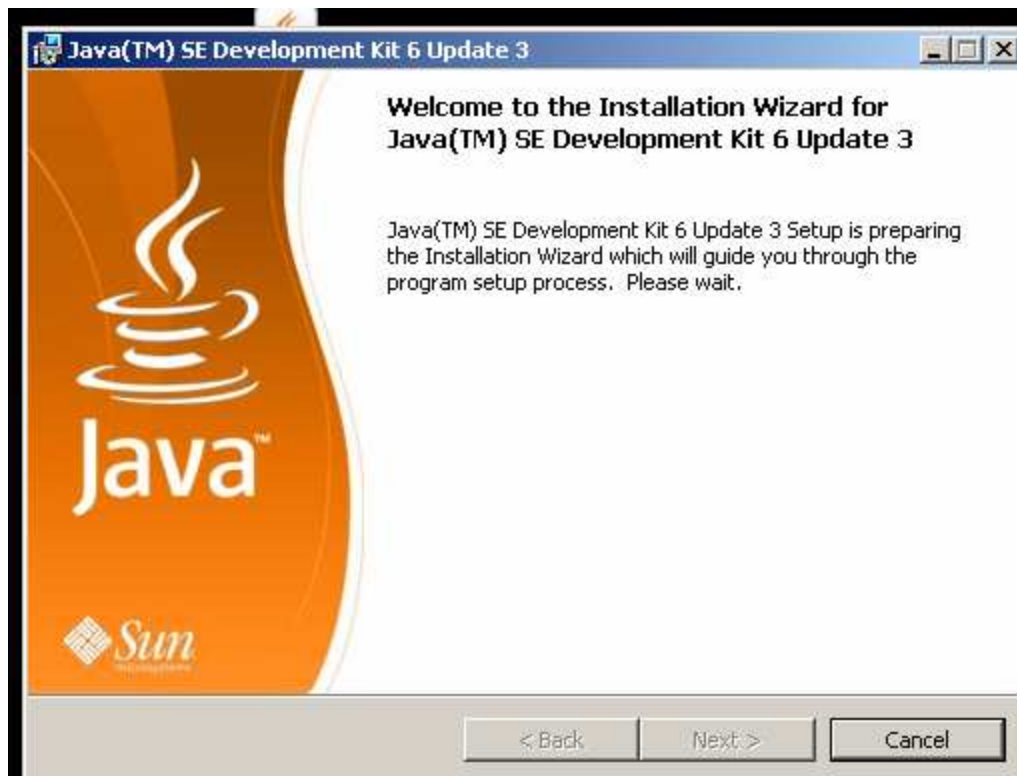 Java(TM) SE Development Kit 6 Update 3
Welcome to the Installation Wizard for
Java(TM) SE Development Kit 6 Update 3
Java(TM) SE Development Kit 6 Update 3 Setup is preparing
the Installation Wizard which will guide you through the
program setup process.  Please wait.
Java™
Sun
microsystems
< Back
Next >
Cancel